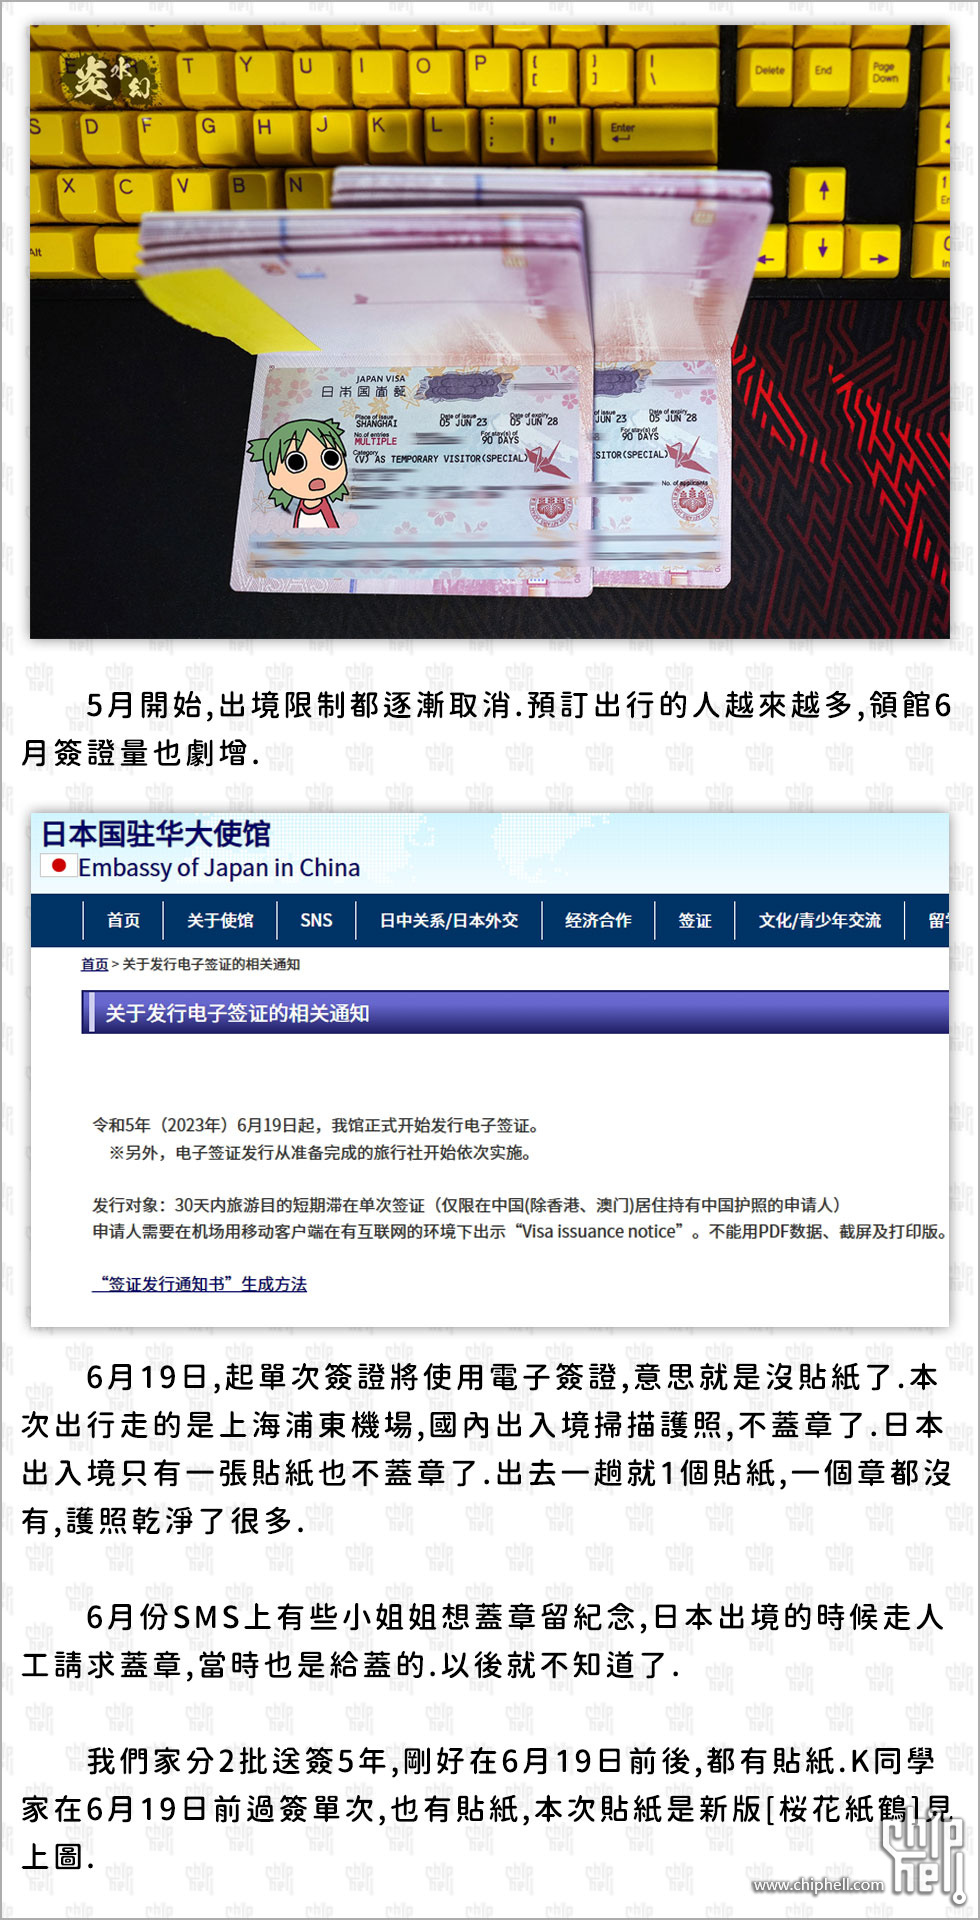 炎水幻
T Y U I O P [ { ] } \ | Delete End Page Down
S D F G H J K L : ; " ' Enter
X C V B N
Alt
JAPAN VISA
日本国査証
Place of issue
SHANGHAI
Date of issue
05 JUN 23
Date of expiry
05 JUN 28
No. of entries
MULTIPLE
For stay(s) of
90 DAYS
Category
(V) AS TEMPORARY VISITOR(SPECIAL)
of issue
JUN 23
Date of expiry
05 JUN 28
For stay(s) of
90 DAYS
SITOR(SPECIAL)
No. of applicants
5月開始,出境限制都逐漸取消.預訂出行的人越來越多,領館6
月簽證量也劇增.
日本国驻华大使馆
Embassy of Japan in China
首页 关于使馆 SNS 日中关系/日本外交 经济合作 签证 文化/青少年交流 留学
首页 > 关于发行电子签证的相关通知
关于发行电子签证的相关通知
令和5年（2023年）6月19日起，我馆正式开始发行电子签证。
※另外，电子签证发行从准备完成的旅行社开始依次实施。
发行对象：30天内旅游目的短期滞在单次签证（仅限在中国(除香港、澳门)居住持有中国护照的申请人）
申请人需要在机场用移动客户端在有互联网的环境下出示“Visa issuance notice”。不能用PDF数据、截屏及打印版。
“签证发行通知书”生成方法
6月19日,起單次簽證將使用電子簽證,意思就是沒貼紙了.本
次出行走的是上海浦東機場,國內出入境掃描護照,不蓋章了.日本
出入境只有一張貼紙也不蓋章了.出去一趟就1個貼紙,一個章都沒
有,護照乾淨了很多.
6月份SMS上有些小姐姐想蓋章留紀念,日本出境的時候走人
工請求蓋章,當時也是給蓋的.以後就不知道了.
我們家分2批送簽5年,剛好在6月19日前後,都有貼紙.K同學
家在6月19日前過簽單次,也有貼紙,本次貼紙是新版[桜花紙鶴]見
上圖.
www.chiphell.com
chip
hell